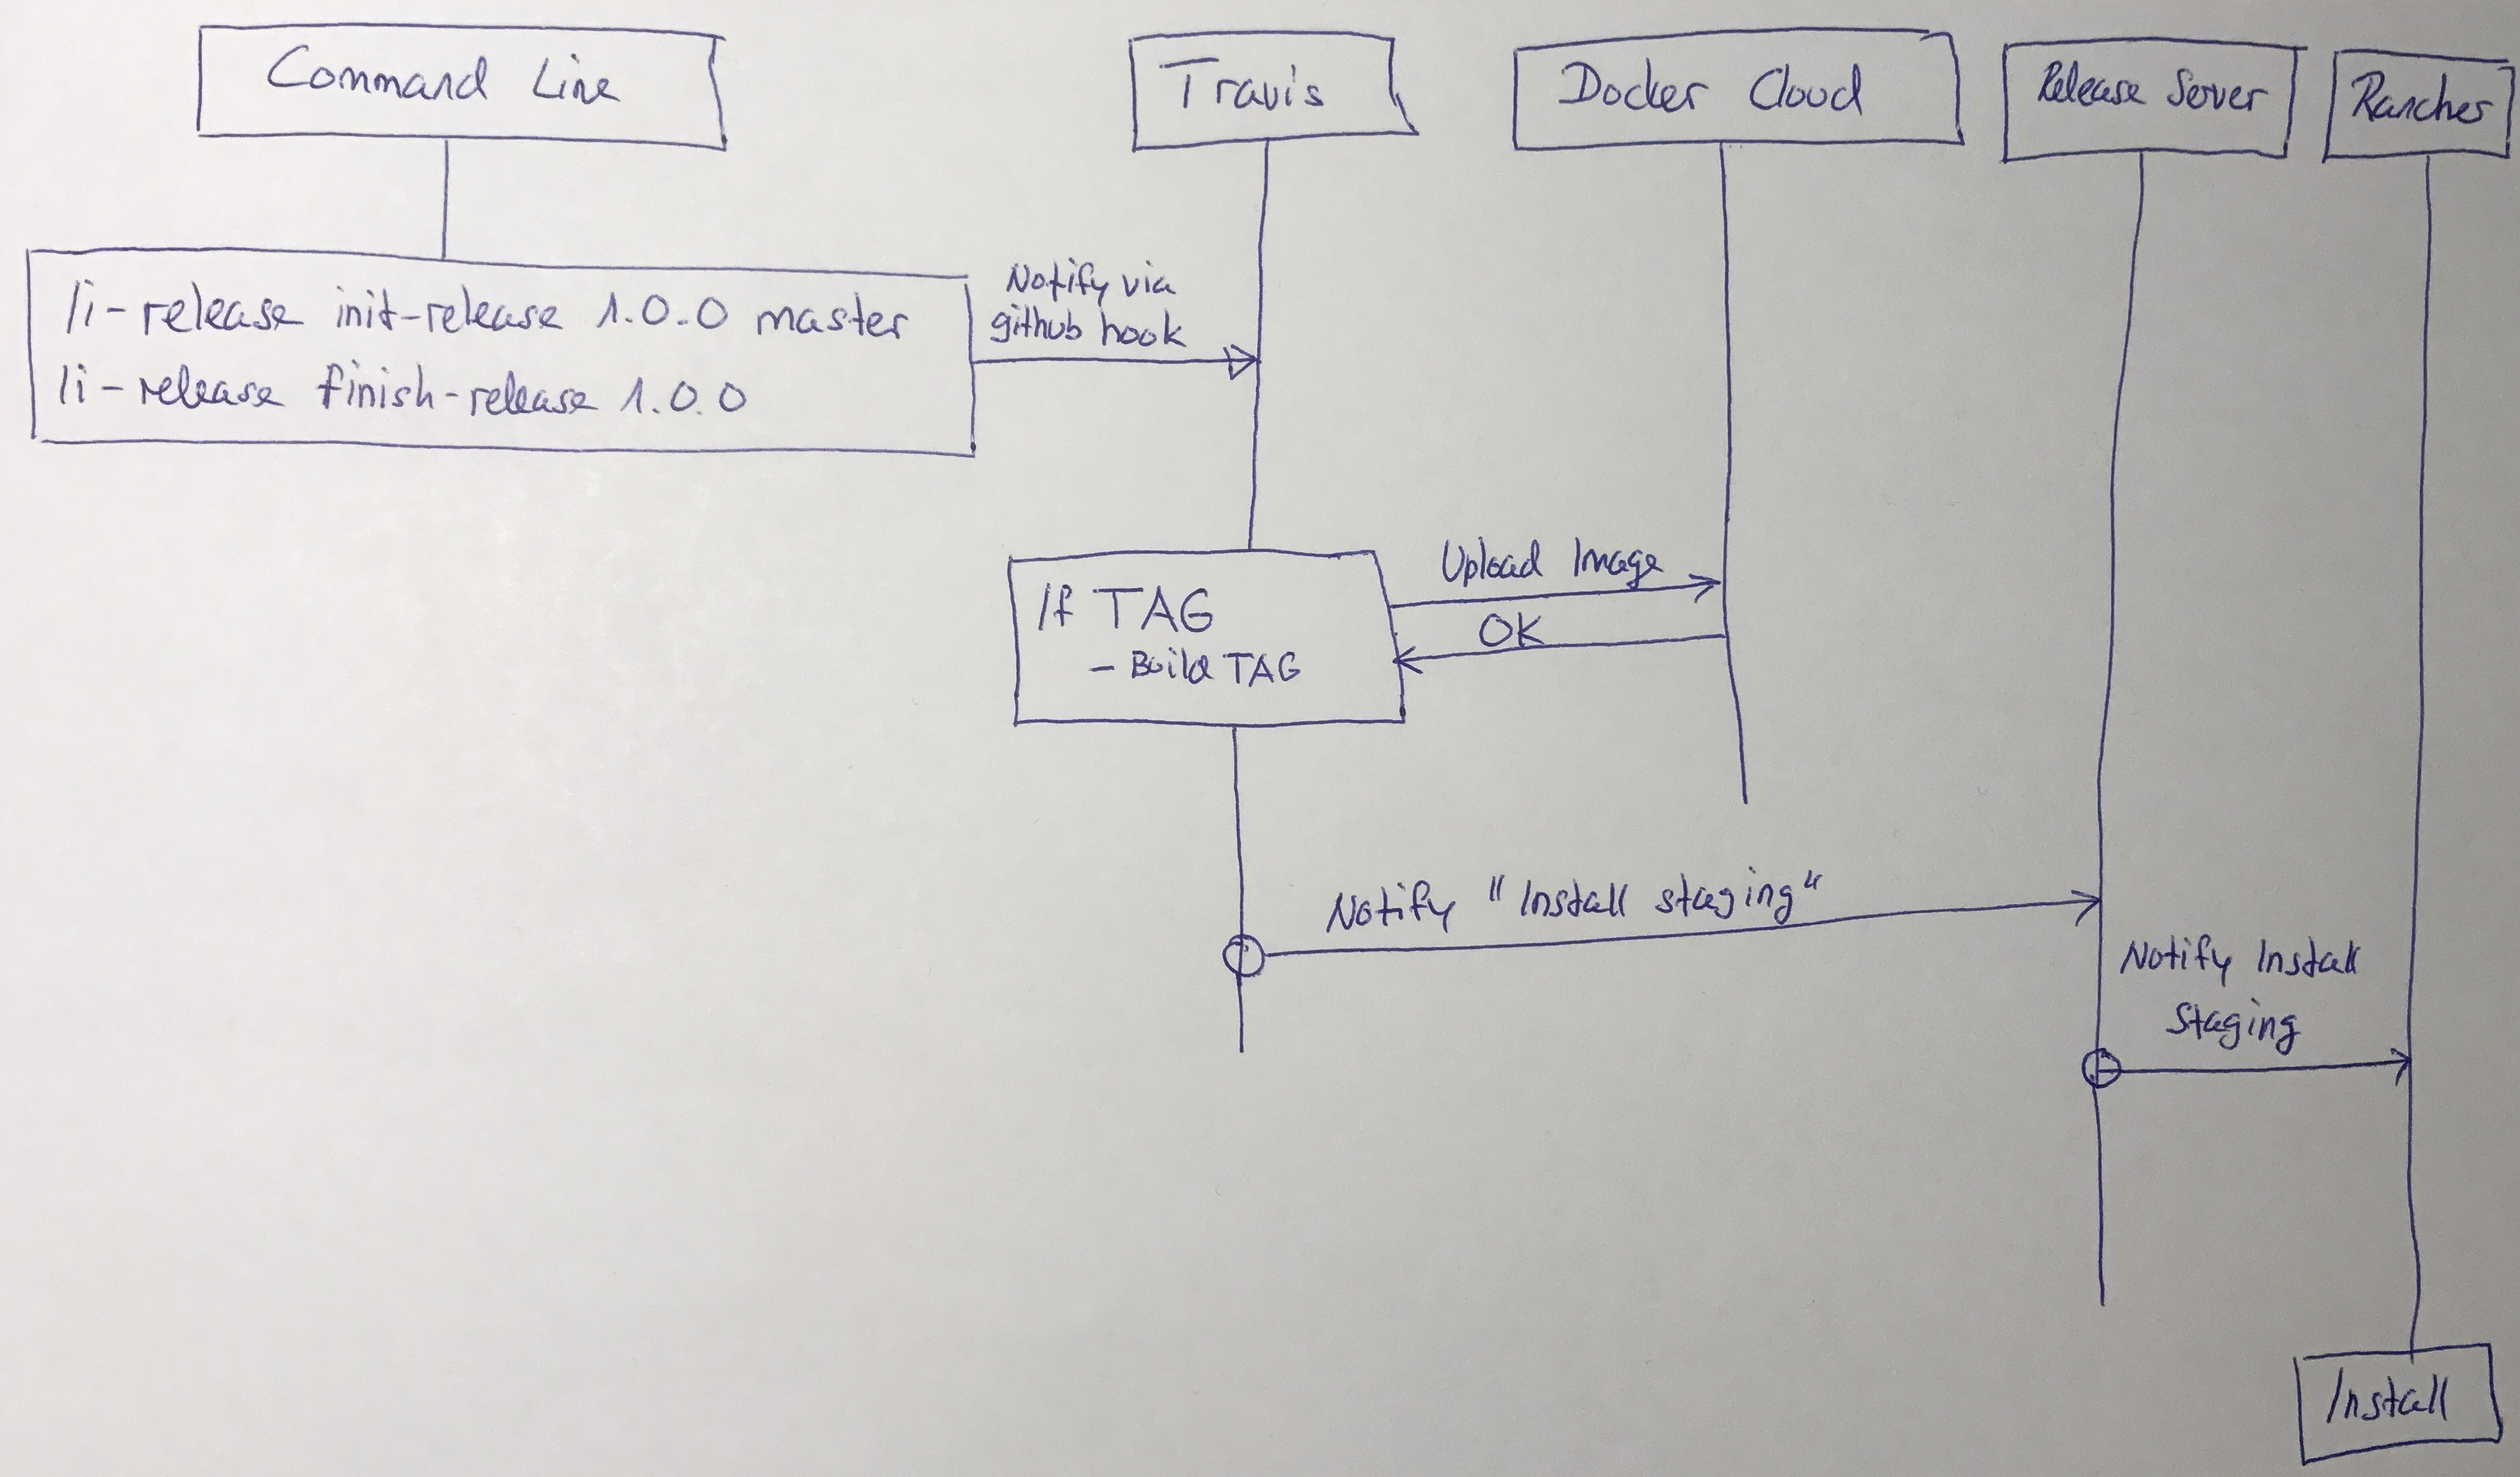 Command Line
Travis
Docker Cloud
Release Server
Rancher
li-release init-release 1.0.0 master
li-release finish-release 1.0.0
Notify via
github hook
If TAG
- Build TAG
Upload Image
OK
Notify "Install staging"
Notify Install
Staging
Install